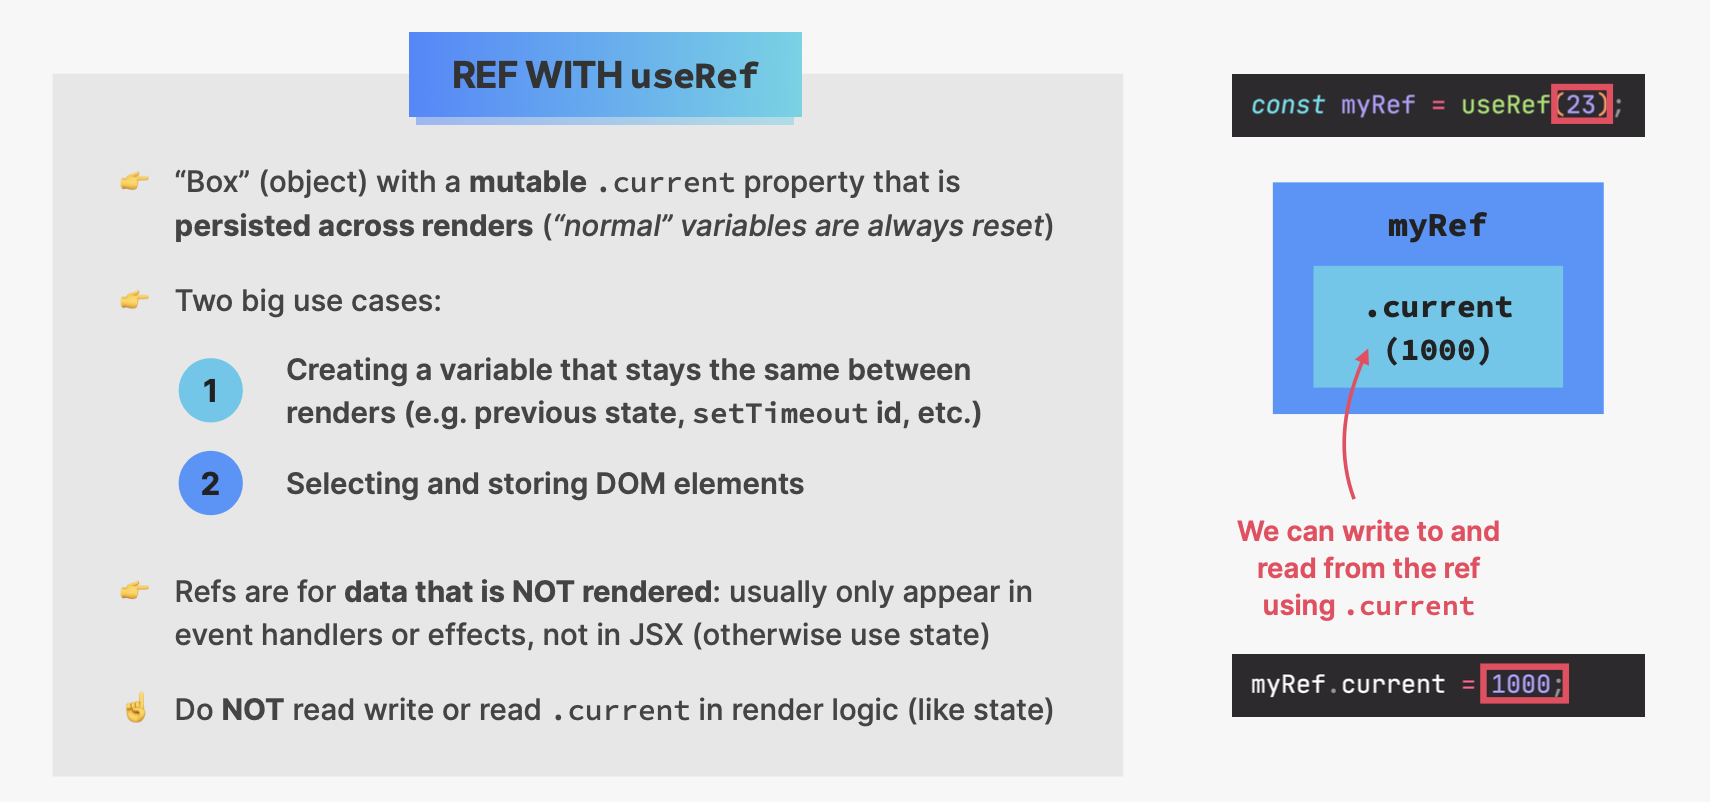 REF WITH useRef
“Box” (object) with a mutable .current property that is
persisted across renders (“normal” variables are always reset)
Two big use cases:
1
Creating a variable that stays the same between
renders (e.g. previous state, setTimeout id, etc.)
2
Selecting and storing DOM elements
Refs are for data that is NOT rendered: usually only appear in
event handlers or effects, not in JSX (otherwise use state)
Do NOT read write or read .current in render logic (like state)
const myRef = useRef(23);
myRef
.current
(1000)
We can write to and
read from the ref
using .current
myRef.current = 1000;